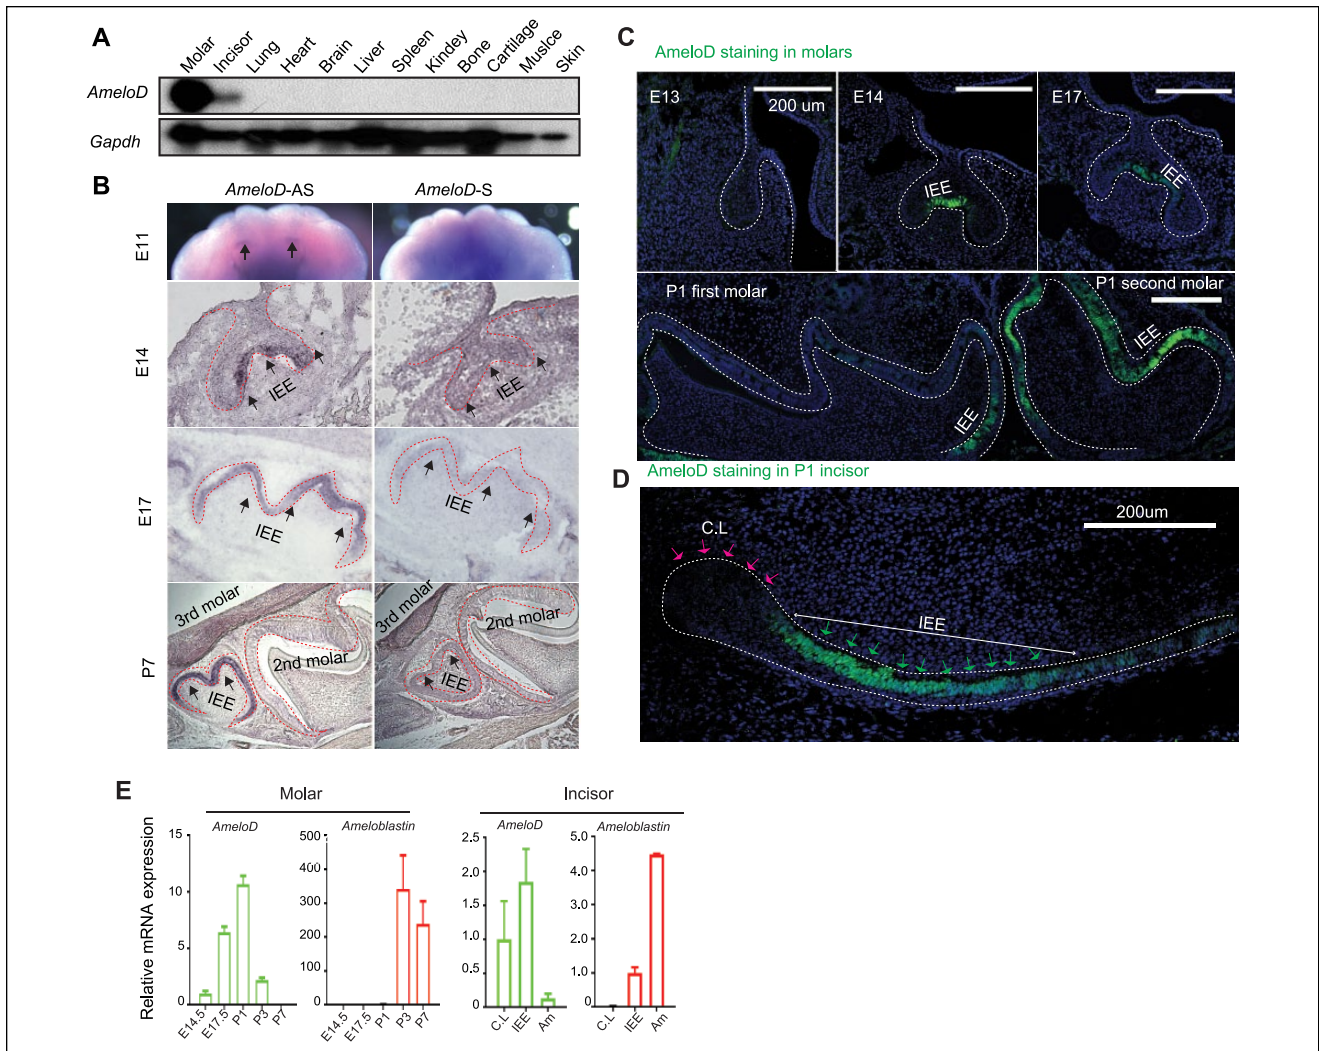 A
Molar
Incisor
Lung
Heart
Brain
Liver
Spleen
Kindey
Bone
Cartilage
Muslce
Skin
AmeloD
Gapdh
B
AmeloD-AS
AmeloD-S
E11
E14
IEE
IEE
E17
IEE
IEE
P7
3rd molar
2nd molar
IEE
3rd molar
2nd molar
IEE
C
AmeloD staining in molars
E13
200 um
E14
IEE
E17
IEE
P1 first molar
IEE
P1 second molar
IEE
D
AmeloD staining in P1 incisor
C.L
IEE
200um
E
Molar
Incisor
Relative mRNA expression
AmeloD
15
10
5
0
E14.5
E17.5
P1
P3
P7
Ameloblastin
500
400
300
200
100
0
E14.5
E17.5
P1
P3
P7
AmeloD
2.5
2.0
1.5
1.0
0.5
0
C.L
IEE
Am
Ameloblastin
5.0
4.0
3.0
2.0
1.0
0
C.L
IEE
Am